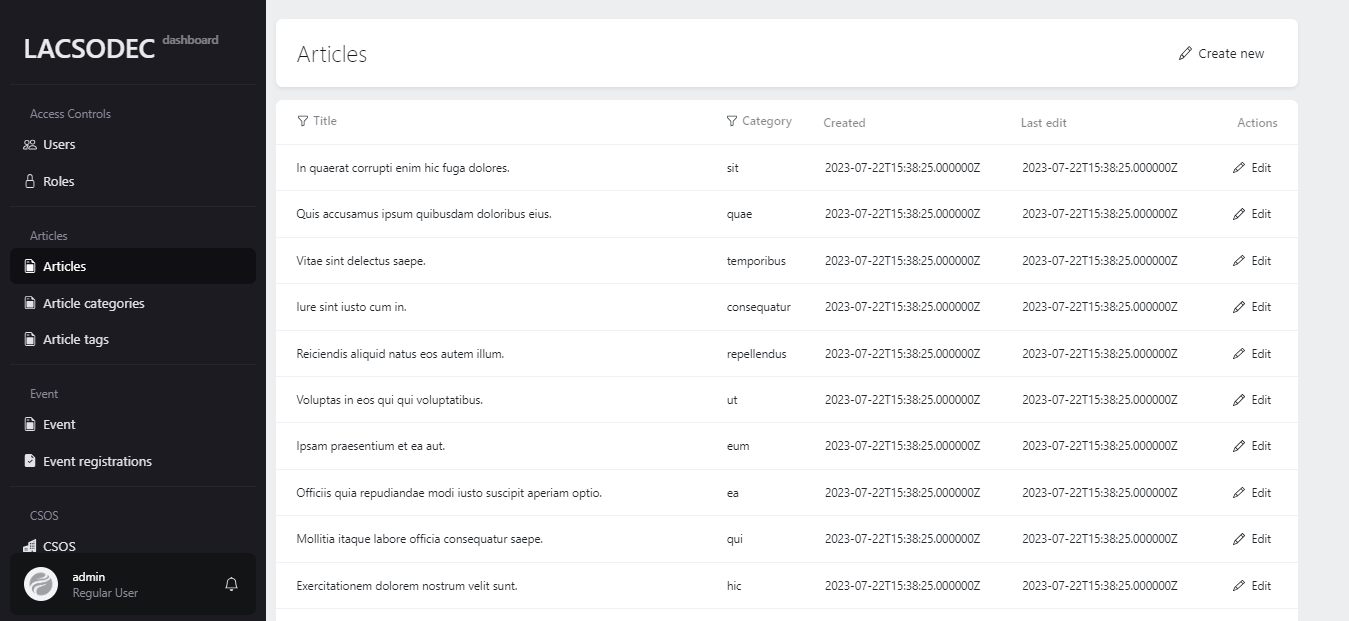 LACSODEC dashboard
Access Controls
Users
Roles
Articles
Articles
Article categories
Article tags
Event
Event
Event registrations
CSOS
CSOS
admin
Regular User
Articles
Create new
Title Category Created Last edit Actions
In quaerat corrupti enim hic fuga dolores. sit 2023-07-22T15:38:25.000000Z 2023-07-22T15:38:25.000000Z Edit
Quis accusamus ipsum quibusdam doloribus eius. quae 2023-07-22T15:38:25.000000Z 2023-07-22T15:38:25.000000Z Edit
Vitae sint delectus saepe. temporibus 2023-07-22T15:38:25.000000Z 2023-07-22T15:38:25.000000Z Edit
Iure sint iusto cum in. consequatur 2023-07-22T15:38:25.000000Z 2023-07-22T15:38:25.000000Z Edit
Reiciendis aliquid natus eos autem illum. repellendus 2023-07-22T15:38:25.000000Z 2023-07-22T15:38:25.000000Z Edit
Voluptas in eos qui qui voluptatibus. ut 2023-07-22T15:38:25.000000Z 2023-07-22T15:38:25.000000Z Edit
Ipsam praesentium et ea aut. eum 2023-07-22T15:38:25.000000Z 2023-07-22T15:38:25.000000Z Edit
Officiis quia repudiandae modi iusto suscipit aperiam optio. ea 2023-07-22T15:38:25.000000Z 2023-07-22T15:38:25.000000Z Edit
Mollitia itaque labore officia consequatur saepe. qui 2023-07-22T15:38:25.000000Z 2023-07-22T15:38:25.000000Z Edit
Exercitationem dolorem nostrum velit sunt. hic 2023-07-22T15:38:25.000000Z 2023-07-22T15:38:25.000000Z Edit